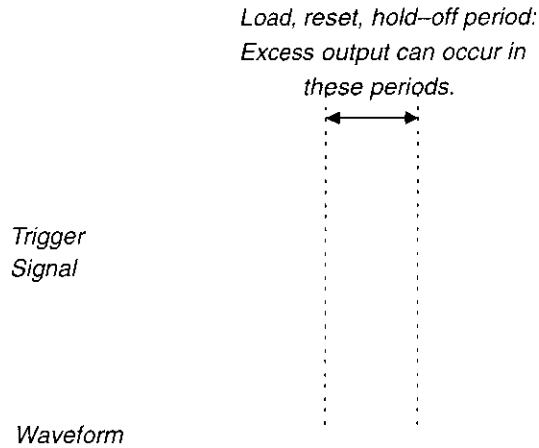 Load, reset, hold–off period:
Excess output can occur in
these periods.
Trigger
Signal
Waveform